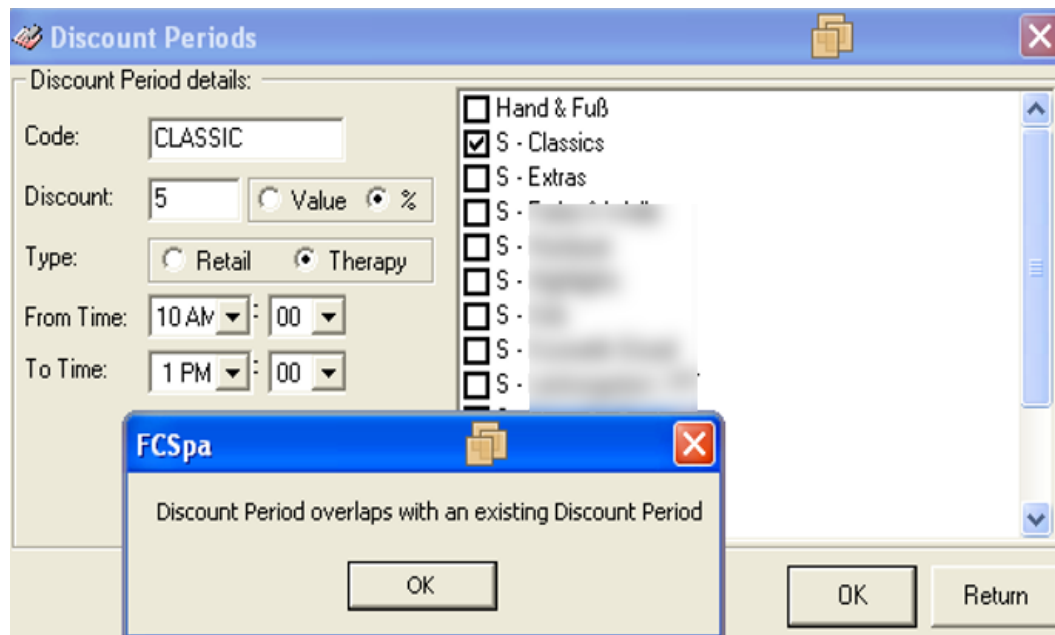 Discount Periods
Discount Period details:
Code: CLASSIC
Discount: 5 Value %
Type: Retail Therapy
From Time: 10 AM : 00
To Time: 1 PM : 00
Hand & Fuß
S - Classics
S - Extras
S -
S -
S -
S -
S -
S -
FCSpa
Discount Period overlaps with an existing Discount Period
OK
OK Return